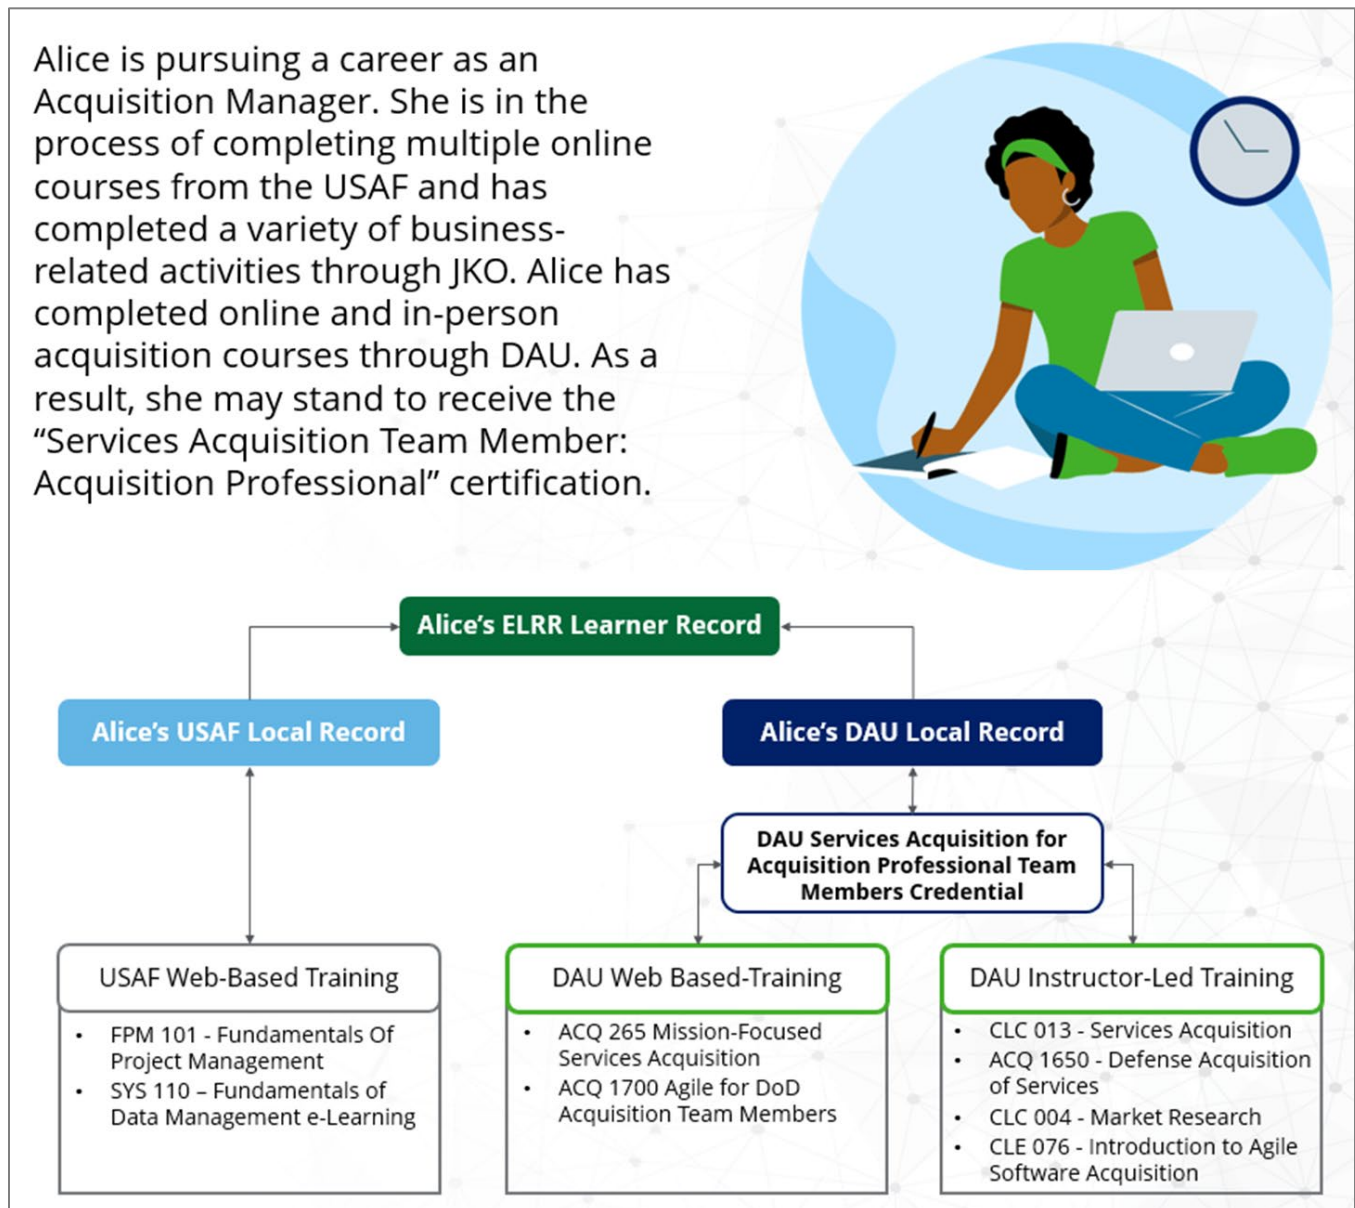 Alice is pursuing a career as an
Acquisition Manager. She is in the
process of completing multiple online
courses from the USAF and has
completed a variety of business-
related activities through JKO. Alice has
completed online and in-person
acquisition courses through DAU. As a
result, she may stand to receive the
“Services Acquisition Team Member:
Acquisition Professional” certification.
Alice’s ELRR Learner Record
Alice’s USAF Local Record
Alice’s DAU Local Record
DAU Services Acquisition for
Acquisition Professional Team
Members Credential
USAF Web-Based Training
• FPM 101 - Fundamentals Of
Project Management
• SYS 110 – Fundamentals of
Data Management e-Learning
DAU Web Based-Training
• ACQ 265 Mission-Focused
Services Acquisition
• ACQ 1700 Agile for DoD
Acquisition Team Members
DAU Instructor-Led Training
• CLC 013 - Services Acquisition
• ACQ 1650 - Defense Acquisition
of Services
• CLC 004 - Market Research
• CLE 076 - Introduction to Agile
Software Acquisition